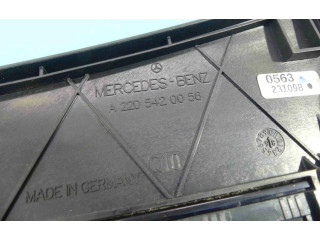 MERCEDES-BENZ
A 220 542 00 56
0563
231098
MADE IN GERMANY